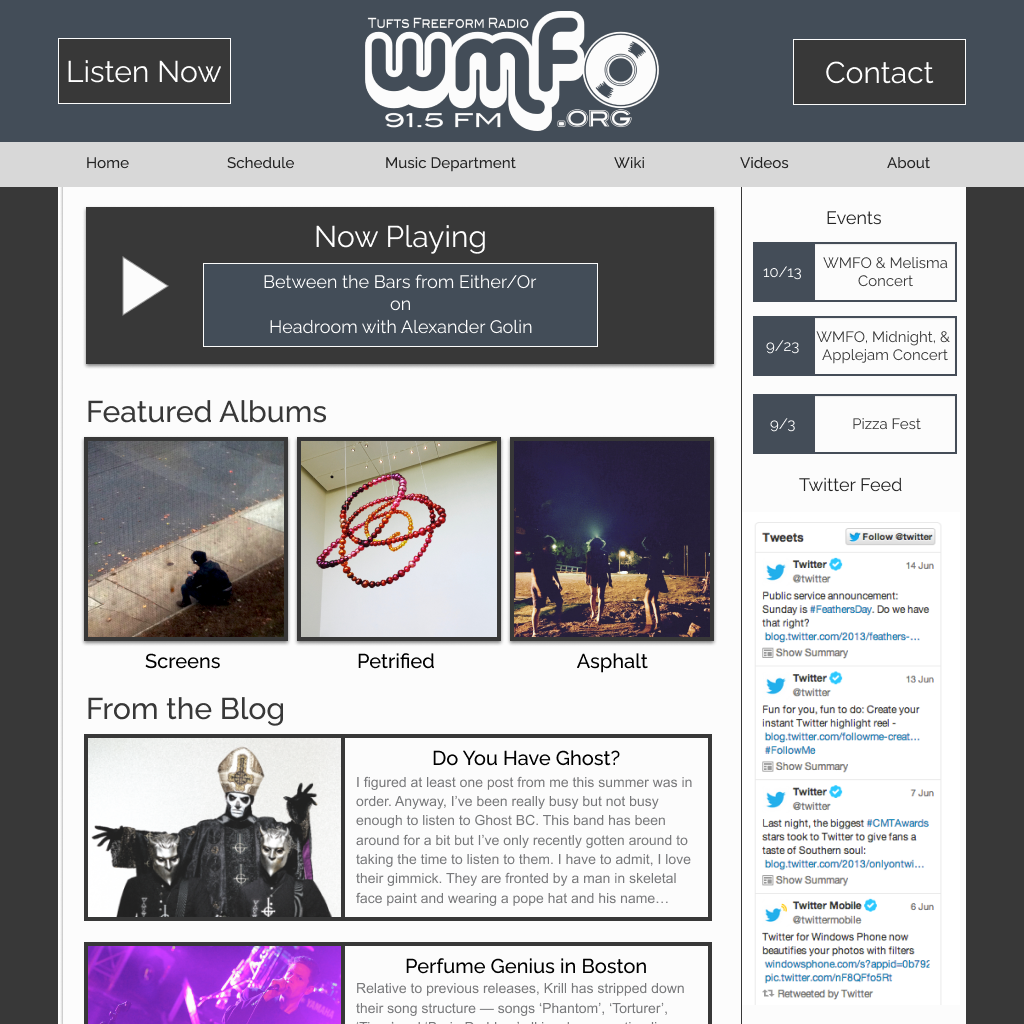 Listen Now
TUFTS FREEFORM RADIO
wmfo
91.5 FM
.ORG
Contact
Home
Schedule
Music Department
Wiki
Videos
About
Now Playing
Between the Bars from Either/Or
on
Headroom with Alexander Golin
Featured Albums
Screens
Petrified
Asphalt
From the Blog
Do You Have Ghost?
I figured at least one post from me this summer was in
order. Anyway, I've been really busy but not busy
enough to listen to Ghost BC. This band has been
around for a bit but I've only recently gotten around to
taking the time to listen to them. I have to admit, I love
their gimmick. They are fronted by a man in skeletal
face paint and wearing a pope hat and his name…
Perfume Genius in Boston
Relative to previous releases, Krill has stripped down
their song structure — songs 'Phantom', 'Torturer',
Events
10/13
WMFO & Melisma
Concert
9/23
WMFO, Midnight, &
Applejam Concert
9/3
Pizza Fest
Twitter Feed
Tweets
Follow @twitter
Twitter
14 Jun
@twitter
Public service announcement:
Sunday is #FeathersDay. Do we have
that right?
blog.twitter.com/2013/feathers-…
Show Summary
Twitter
13 Jun
@twitter
Fun for you, fun to do: Create your
instant Twitter highlight reel -
blog.twitter.com/followme-creat…
#FollowMe
Show Summary
Twitter
7 Jun
@twitter
Last night, the biggest #CMTAwards
stars took to Twitter to give fans a
taste of Southern soul:
blog.twitter.com/2013/onlyontwi…
Show Summary
Twitter Mobile
6 Jun
@twittermobile
Twitter for Windows Phone now
beautifies your photos with filters
windowsphone.com/s?appid=0b792
pic.twitter.com/nF8QFfo5Rt
Retweeted by Twitter